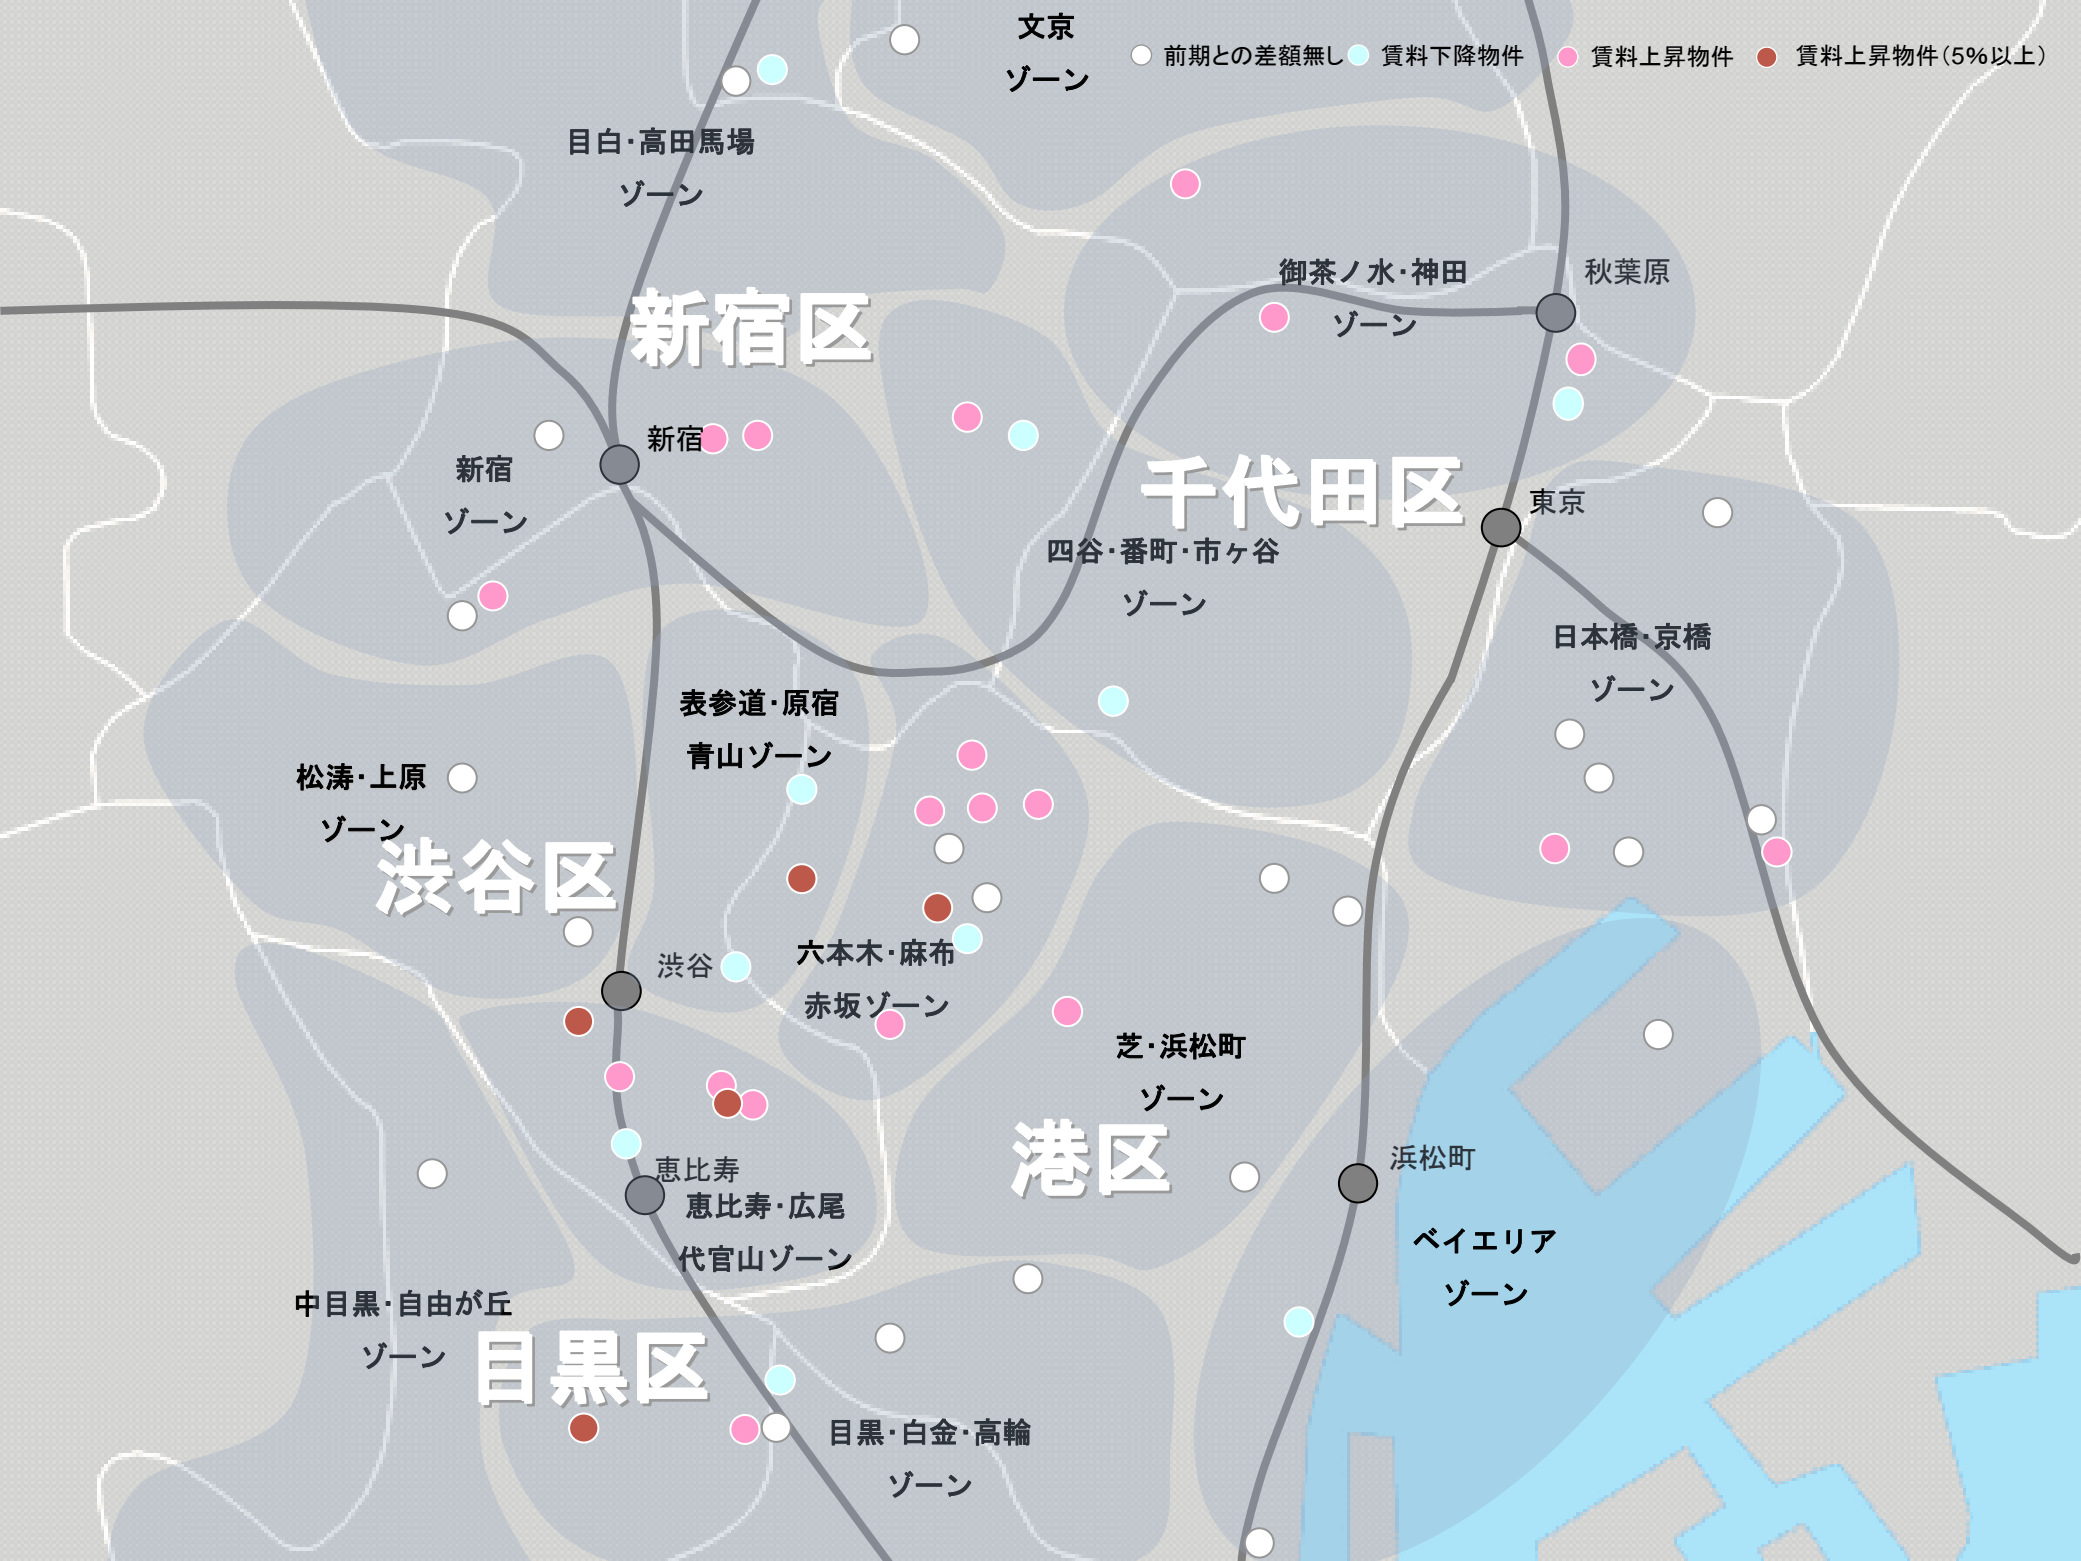 文京
ゾーン
前期との差額無し
賃料下降物件
賃料上昇物件
賃料上昇物件(5%以上)
目白・高田馬場
ゾーン
新宿区
御茶ノ水・神田
ゾーン
秋葉原
新宿
新宿
ゾーン
千代田区
東京
四谷・番町・市ヶ谷
ゾーン
日本橋・京橋
ゾーン
表参道・原宿
青山ゾーン
松涛・上原
ゾーン
渋谷区
渋谷
六本木・麻布
赤坂ゾーン
芝・浜松町
ゾーン
港区
浜松町
恵比寿
恵比寿・広尾
代官山ゾーン
ベイエリア
ゾーン
中目黒・自由が丘
ゾーン
目黒区
目黒・白金・高輪
ゾーン